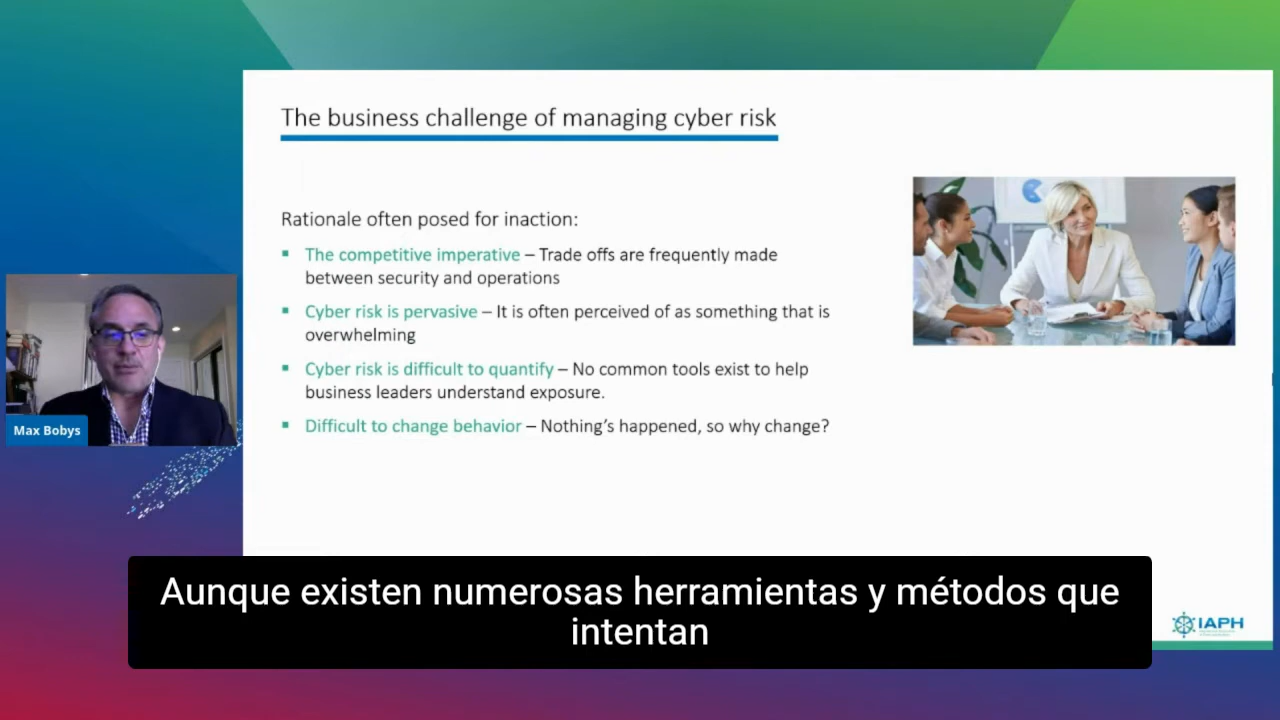 The business challenge of managing cyber risk
Rationale often posed for inaction:
▪ The competitive imperative – Trade offs are frequently made
between security and operations
▪ Cyber risk is pervasive – It is often perceived of as something that is
overwhelming
▪ Cyber risk is difficult to quantify – No common tools exist to help
business leaders understand exposure.
▪ Difficult to change behavior – Nothing's happened, so why change?
Max Bobys
Aunque existen numerosas herramientas y métodos que
intentan
IAPH